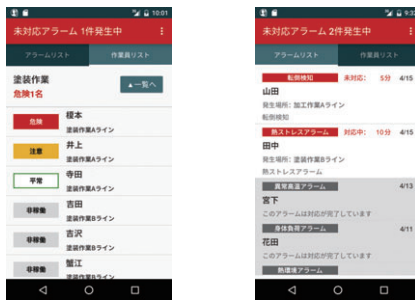 10:01
未対応アラーム 1件発生中
アラームリスト
作業員リスト
塗装作業
危険1名
▲一覧へ
危険
榎本
塗装作業Aライン
注意
井上
塗装作業Aライン
平常
寺田
塗装作業Aライン
非稼働
吉田
塗装作業Bライン
非稼働
吉沢
塗装作業Bライン
非稼働
蟹江
塗装作業Bライン
9:32
未対応アラーム 2件発生中
アラームリスト
作業員リスト
転倒検知 未対応: 5分 4/15
山田
発生場所: 加工作業Aライン
転倒検知
熱ストレスアラーム 対応中: 10分 4/15
田中
発生場所: 塗装作業Bライン
熱ストレスアラーム
異常高温アラーム 4/13
宮下
このアラームは対応が完了しています
身体負荷アラーム 4/11
花田
このアラームは対応が完了しています
熱環境アラーム